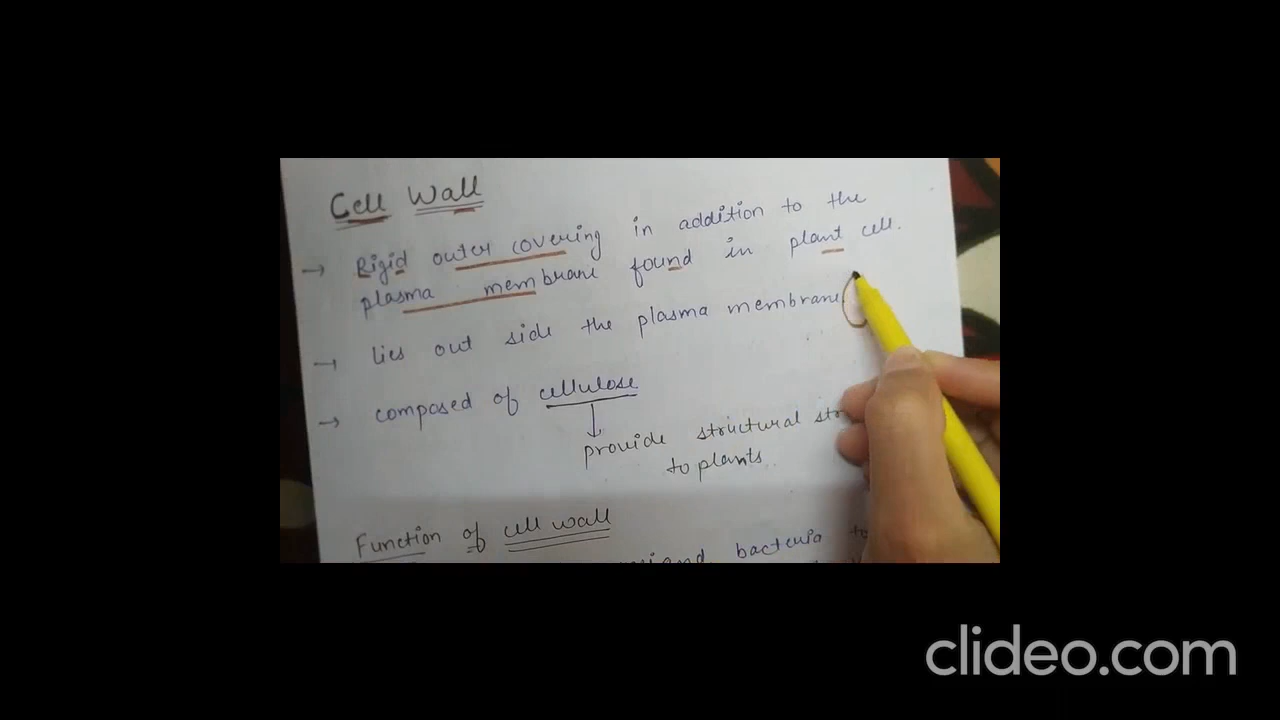 Cell Wall
→ Rigid outer covering in addition to the
plasma membrane found in plant cell.
→ lies out side the plasma membrane
→ composed of cellulose
provide structural
to plants
Function of cell wall
bacteria to
clideo.com